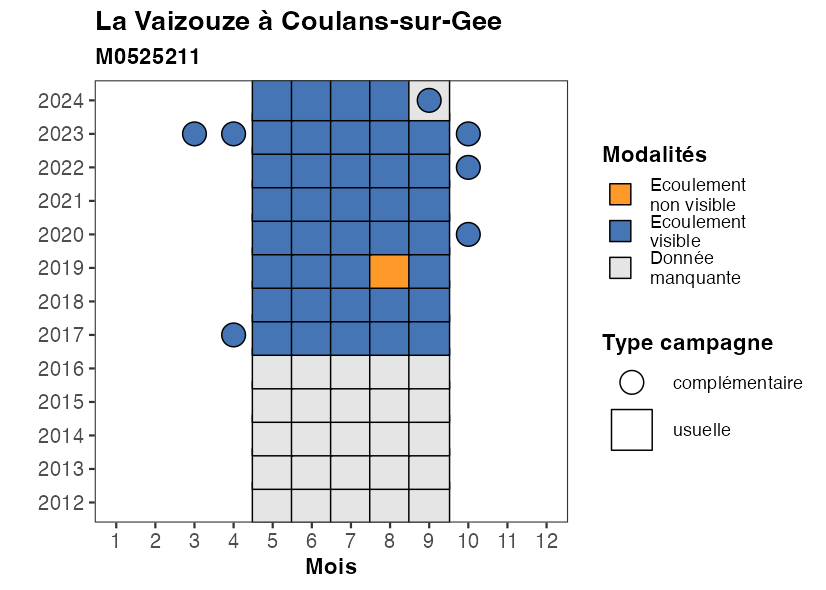 La Vaizouze à Coulans-sur-Gee
M0525211
2024
2023
2022
2021
2020
2019
2018
2017
2016
2015
2014
2013
2012
1 2 3 4 5 6 7 8 9 10 11 12
Mois
Modalités
Ecoulement
non visible
Ecoulement
visible
Donnée
manquante
Type campagne
complémentaire
usuelle